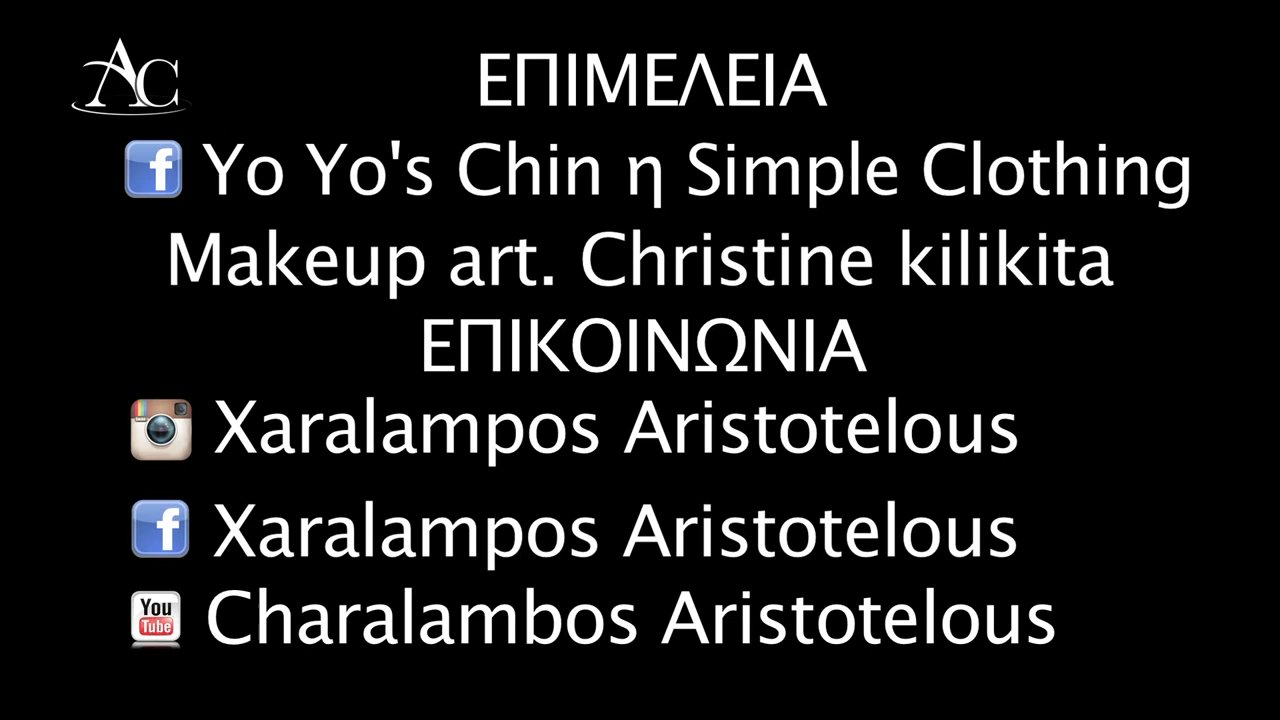 AC
ΕΠΙΜΕΛΕΙΑ
Yo Yo's Chin η Simple Clothing
Makeup art. Christine kilikita
ΕΠΙΚΟΙΝΩΝΙΑ
Xaralampos Aristotelous
Xaralampos Aristotelous
You Tube Charalambos Aristotelous